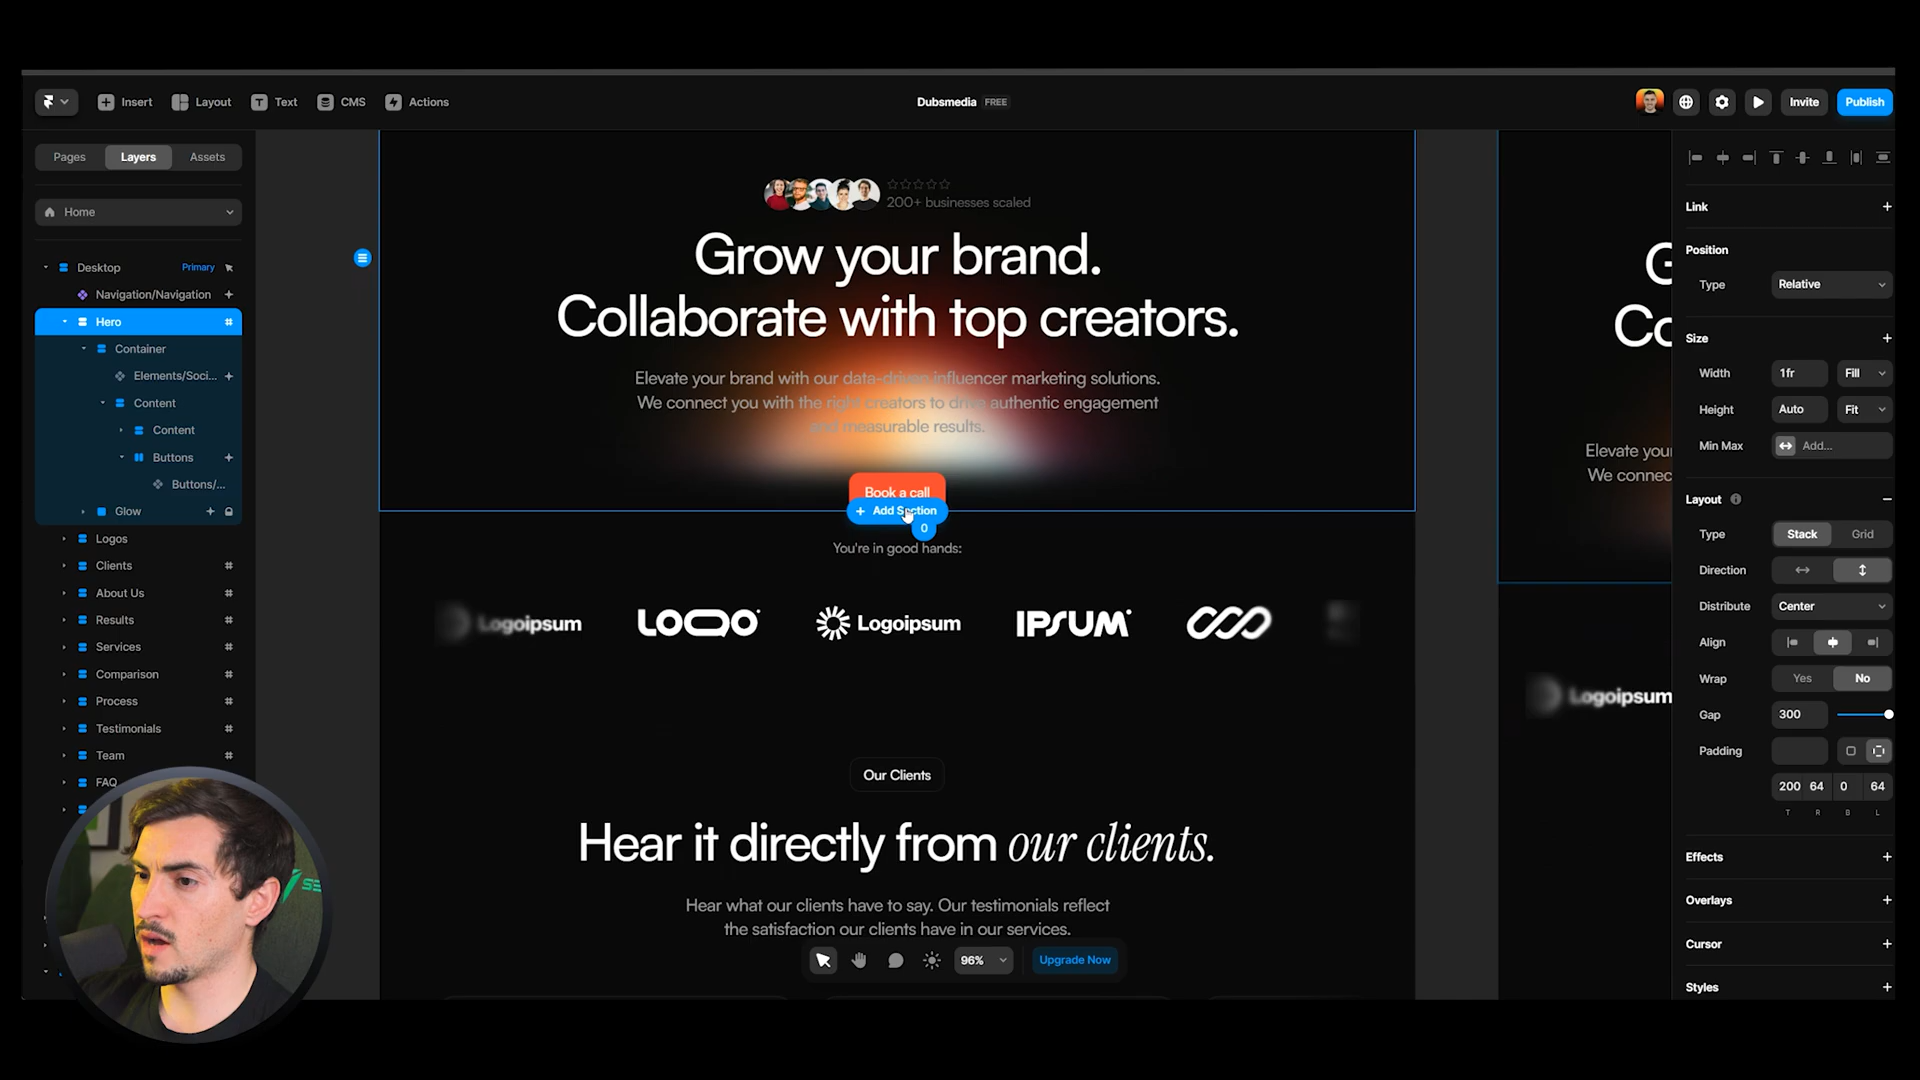 Insert
Layout
Text
CMS
Actions
Dubsmedia FREE
Invite
Publish
Pages
Layers
Assets
Home
Desktop
Primary
Navigation/Navigation
Hero
Container
Elements/Soci...
Content
Content
Buttons
Buttons/...
Glow
Logos
Clients
About Us
Results
Services
Comparison
Process
Testimonials
Team
FAQ
200+ businesses scaled
Grow your brand.
Collaborate with top creators.
Elevate your brand with our data-driven influencer marketing solutions.
We connect you with the right creators to drive authentic engagement
and measurable results.
Book a call
+ Add Section
0
You're in good hands:
Logoipsum
LOQO
Logoipsum
IPSUM
Our Clients
Hear it directly from our clients.
Hear what our clients have to say. Our testimonials reflect
the satisfaction our clients have in our services.
96%
Upgrade Now
G
Co
Elevate your
We connec
Logoipsum
Link
Position
Type
Relative
Size
Width
1fr
Fill
Height
Auto
Fit
Min Max
Add...
Layout
Type
Stack
Grid
Direction
Distribute
Center
Align
Wrap
Yes
No
Gap
300
Padding
200 64 0 64
T R B L
Effects
Overlays
Cursor
Styles